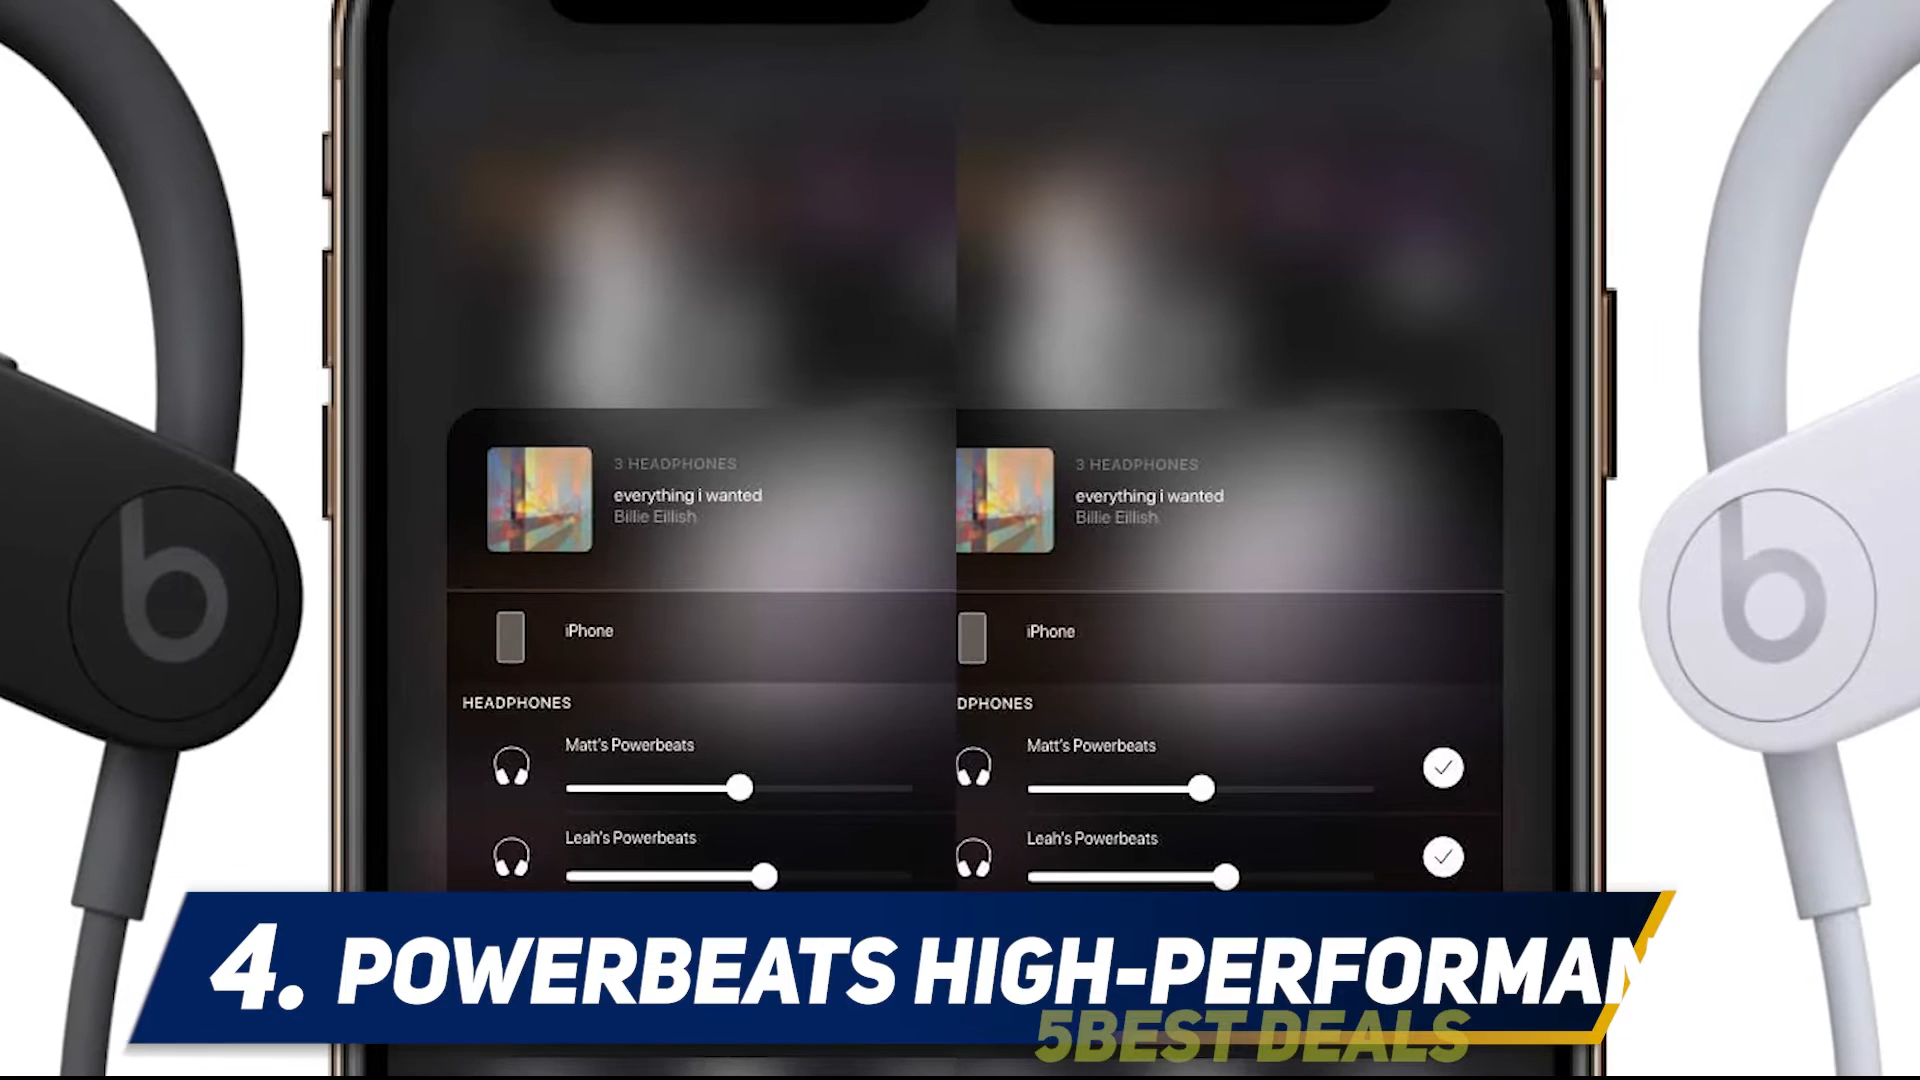 3 HEADPHONES
everything i wanted
Billie Eillish
iPhone
HEADPHONES
Matt's Powerbeats
Leah's Powerbeats
3 HEADPHONES
everything i wanted
Billie Eillish
iPhone
DPHONES
Matt's Powerbeats
Leah's Powerbeats
b
b
4. POWERBEATS HIGH-PERFORMAN
5BEST DEALS